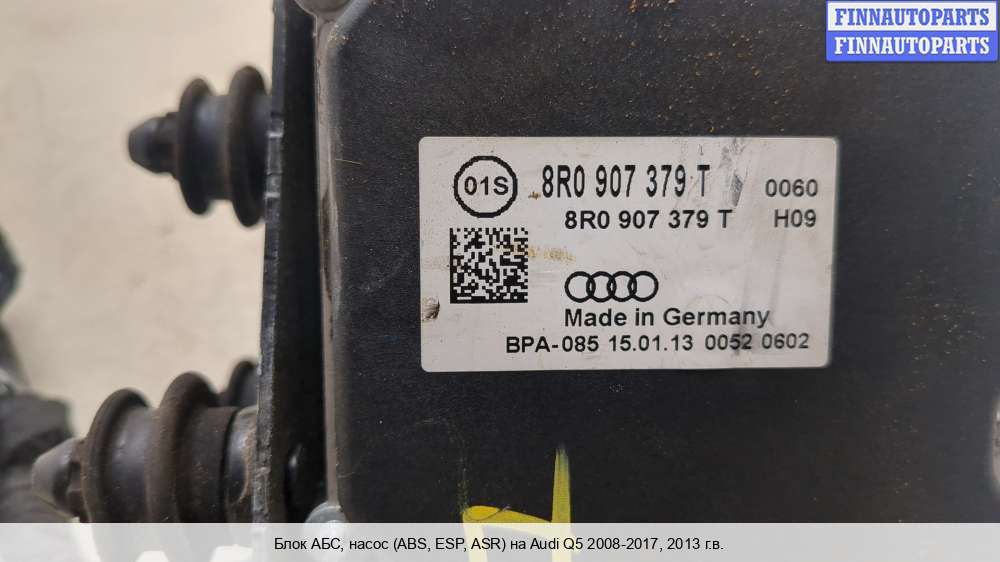 FINNAUTOPARTS
FINNAUTOPARTS
01S 8R0 907 379 T 0060
8R0 907 379 T H09
Made in Germany
BPA-085 15.01.13 0052 0602
Блок АБС, насос (ABS, ESP, ASR) на Audi Q5 2008-2017, 2013 г.в.